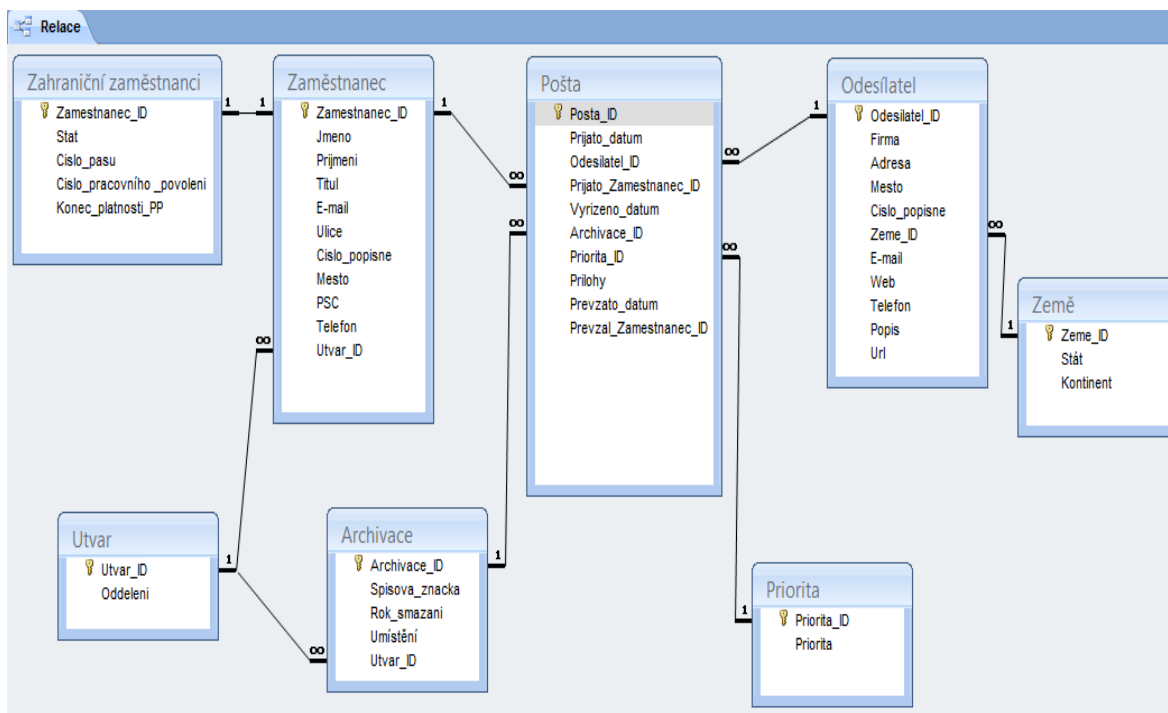 Relace
Zahraniční zaměstnanci
Zamestnanec_ID
Stat
Cislo_pasu
Cislo_pracovního _povoleni
Konec_platnosti_PP
1
1
Zaměstnanec
Zamestnanec_ID
Jmeno
Prijmeni
Titul
E-mail
Ulice
Cislo_popisne
Mesto
PSC
Telefon
Utvar_ID
1
∞
∞
Pošta
Posta_ID
Prijato_datum
Odesilatel_ID
Prijato_Zamestnanec_ID
Vyrizeno_datum
Archivace_ID
Priorita_ID
Prilohy
Prevzato_datum
Prevzal_Zamestnanec_ID
∞
∞
∞
1
Odesílatel
Odesilatel_ID
Firma
Adresa
Mesto
Cislo_popisne
Zeme_ID
E-mail
Web
Telefon
Popis
Url
∞
1
Země
Zeme_ID
Stát
Kontinent
Utvar
Utvar_ID
Oddeleni
1
∞
Archivace
Archivace_ID
Spisova_znacka
Rok_smazani
Umístění
Utvar_ID
1
1
Priorita
Priorita_ID
Priorita